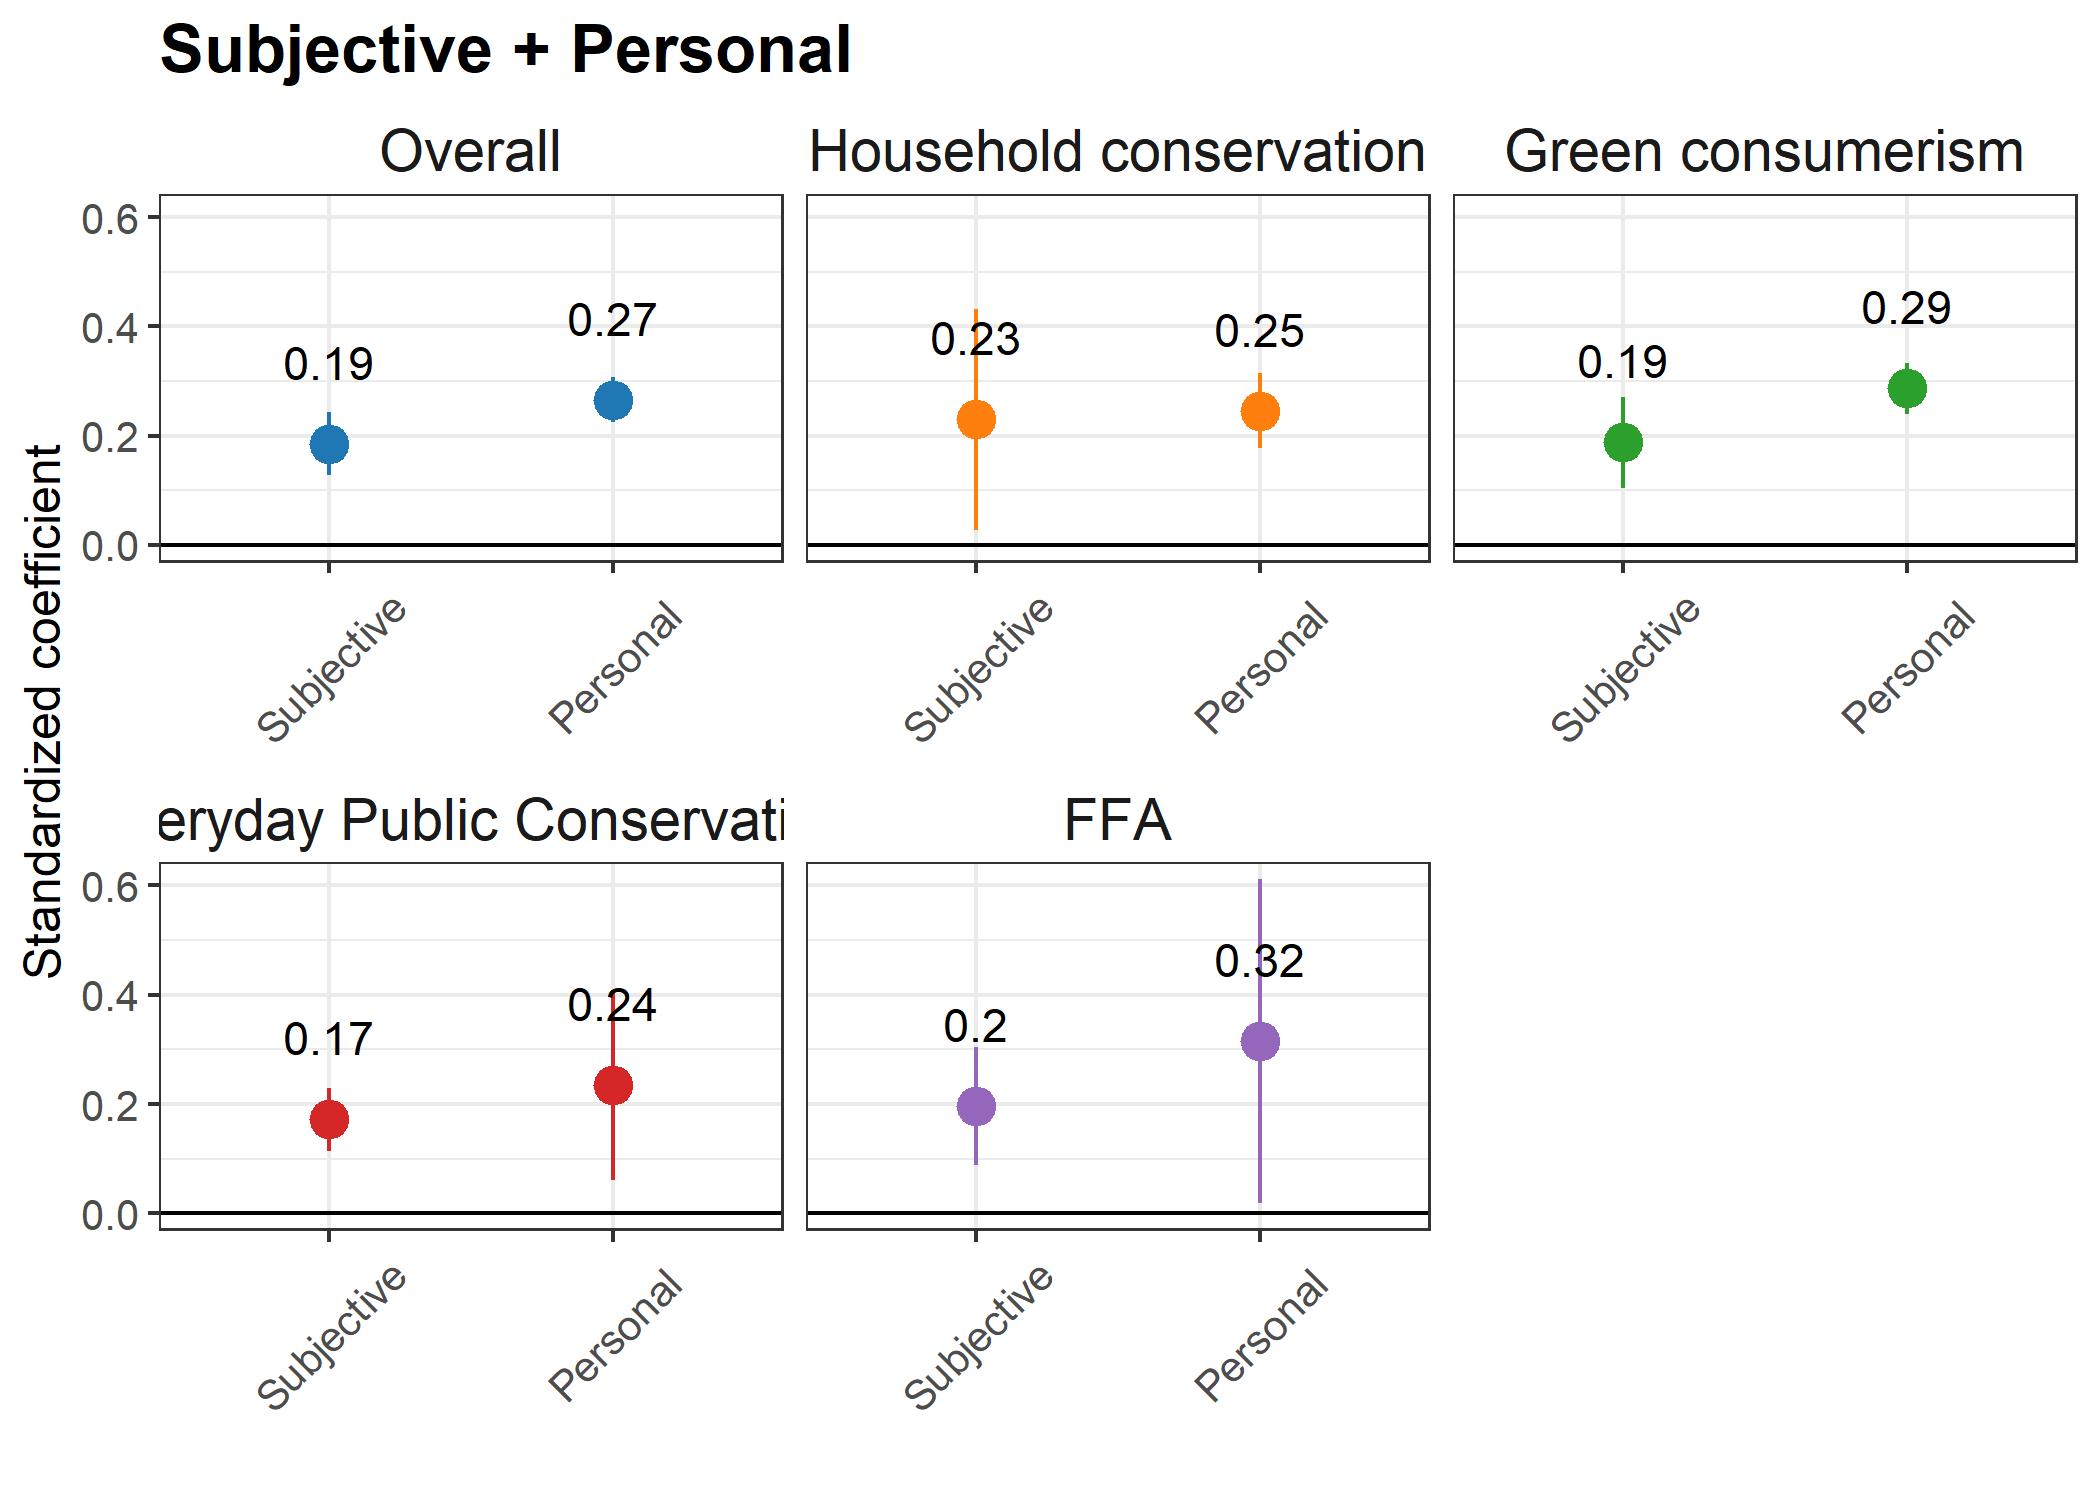 Subjective + Personal
Overall
Household conservation
Green consumerism
Standardized coefficient
0.6
0.4
0.2
0.0
0.19
0.27
0.23
0.25
0.19
0.29
Subjective
Personal
Subjective
Personal
Subjective
Personal
eryday Public Conservati
FFA
0.6
0.4
0.2
0.0
0.17
0.24
0.2
0.32
Subjective
Personal
Subjective
Personal